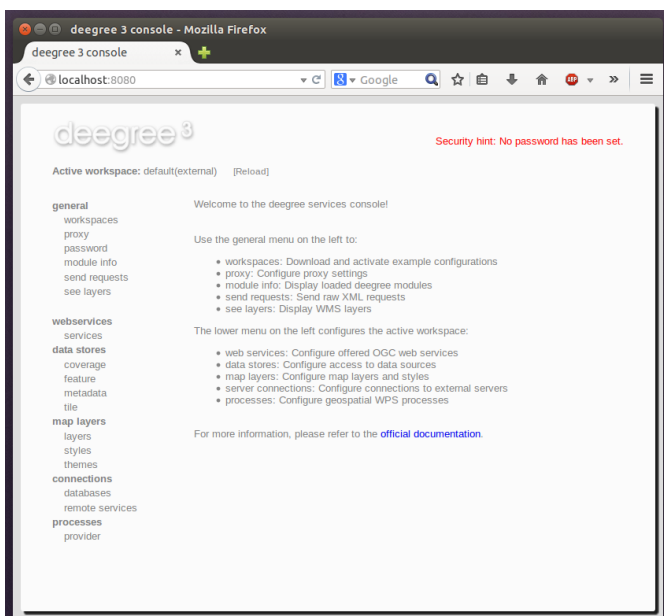 deegree 3 console - Mozilla Firefox
deegree 3 console
localhost:8080
Google
ABP
deegree 3
Security hint: No password has been set.
Active workspace: default(external) [Reload]
general
workspaces
proxy
password
module info
send requests
see layers
webservices
services
data stores
coverage
feature
metadata
tile
map layers
layers
styles
themes
connections
databases
remote services
processes
provider
Welcome to the deegree services console!
Use the general menu on the left to:
• workspaces: Download and activate example configurations
• proxy: Configure proxy settings
• module info: Display loaded deegree modules
• send requests: Send raw XML requests
• see layers: Display WMS layers
The lower menu on the left configures the active workspace:
• web services: Configure offered OGC web services
• data stores: Configure access to data sources
• map layers: Configure map layers and styles
• server connections: Configure connections to external servers
• processes: Configure geospatial WPS processes
For more information, please refer to the official documentation.